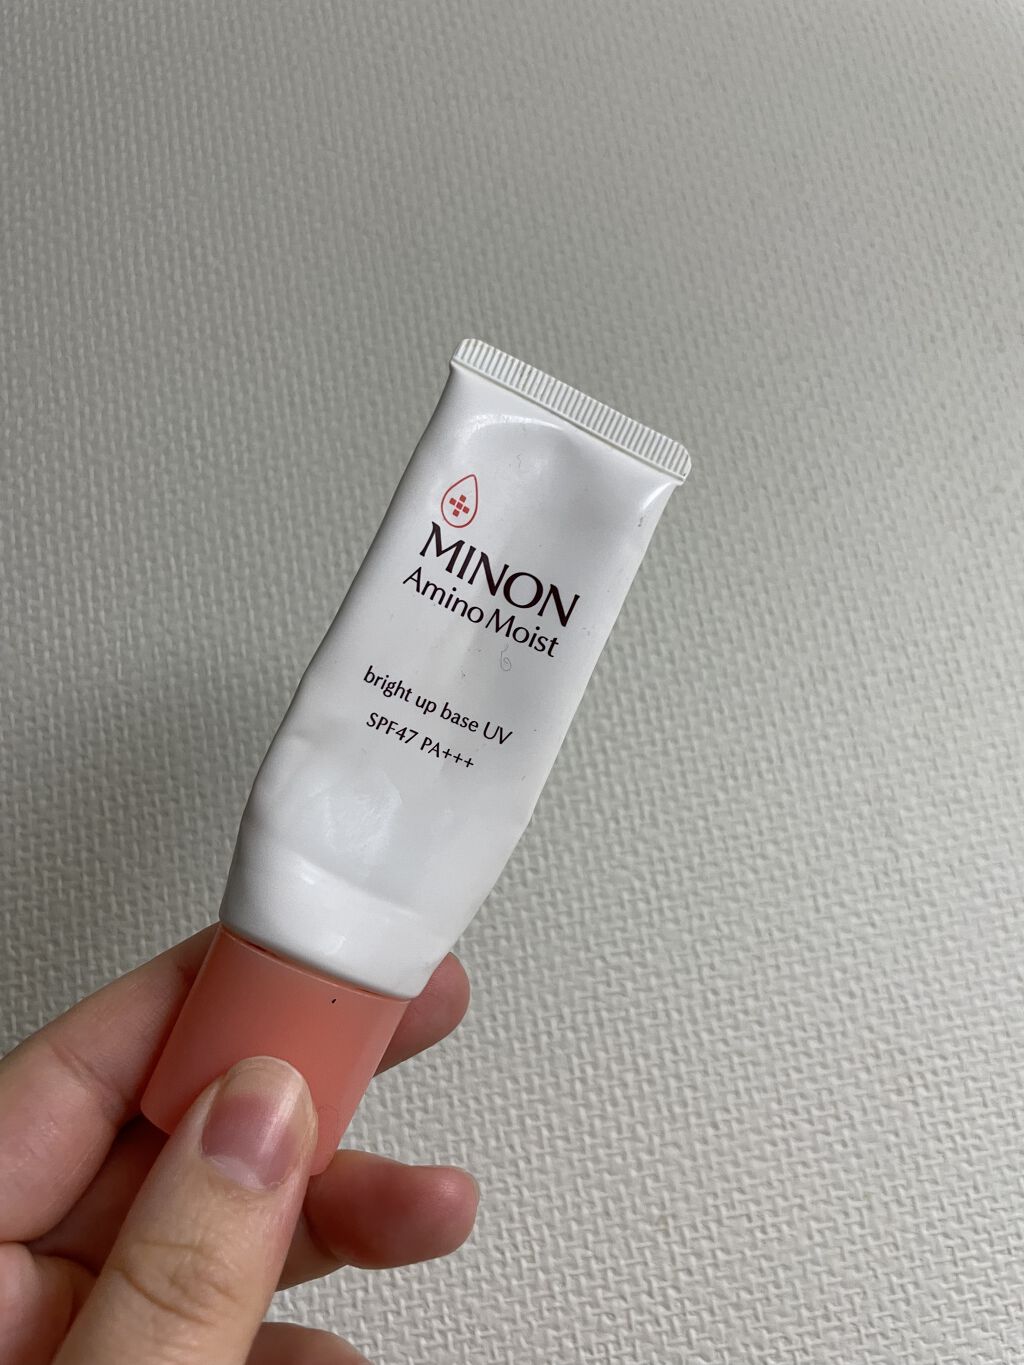 MINON
Amino Moist
bright up base UV
SPF47 PA+++